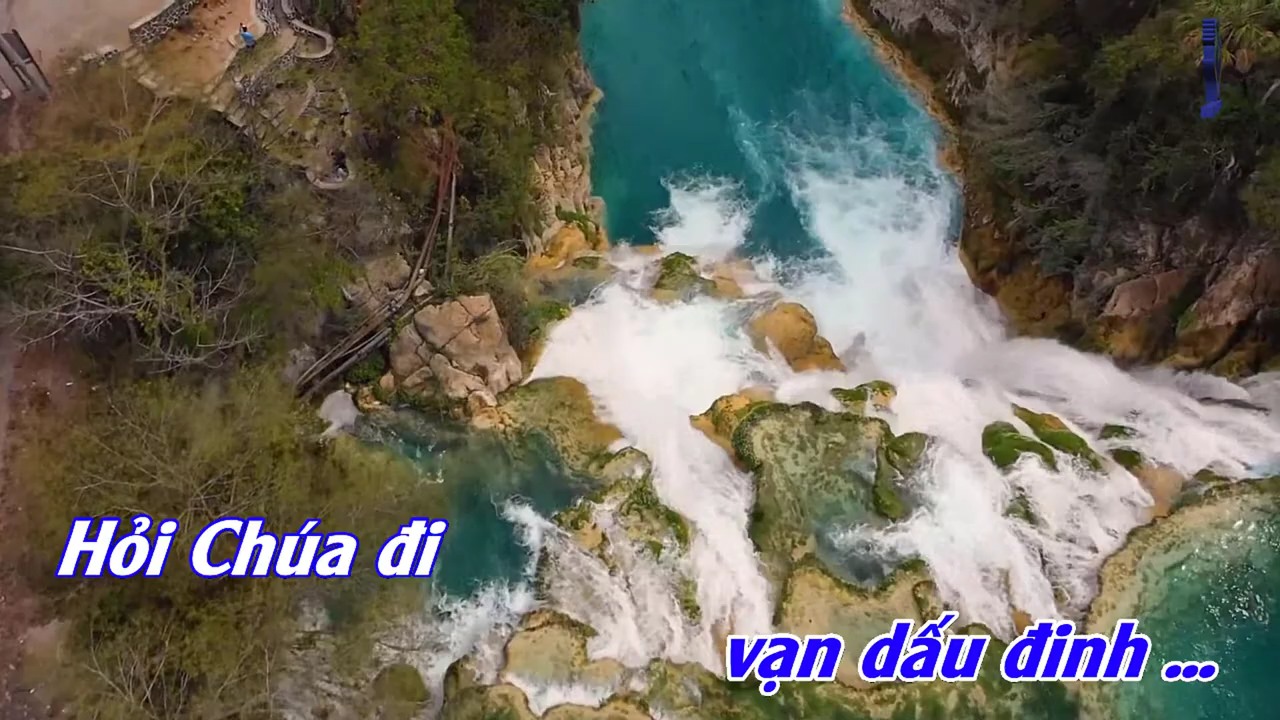 Hỏi Chúa đi
vạn dấu đinh ...